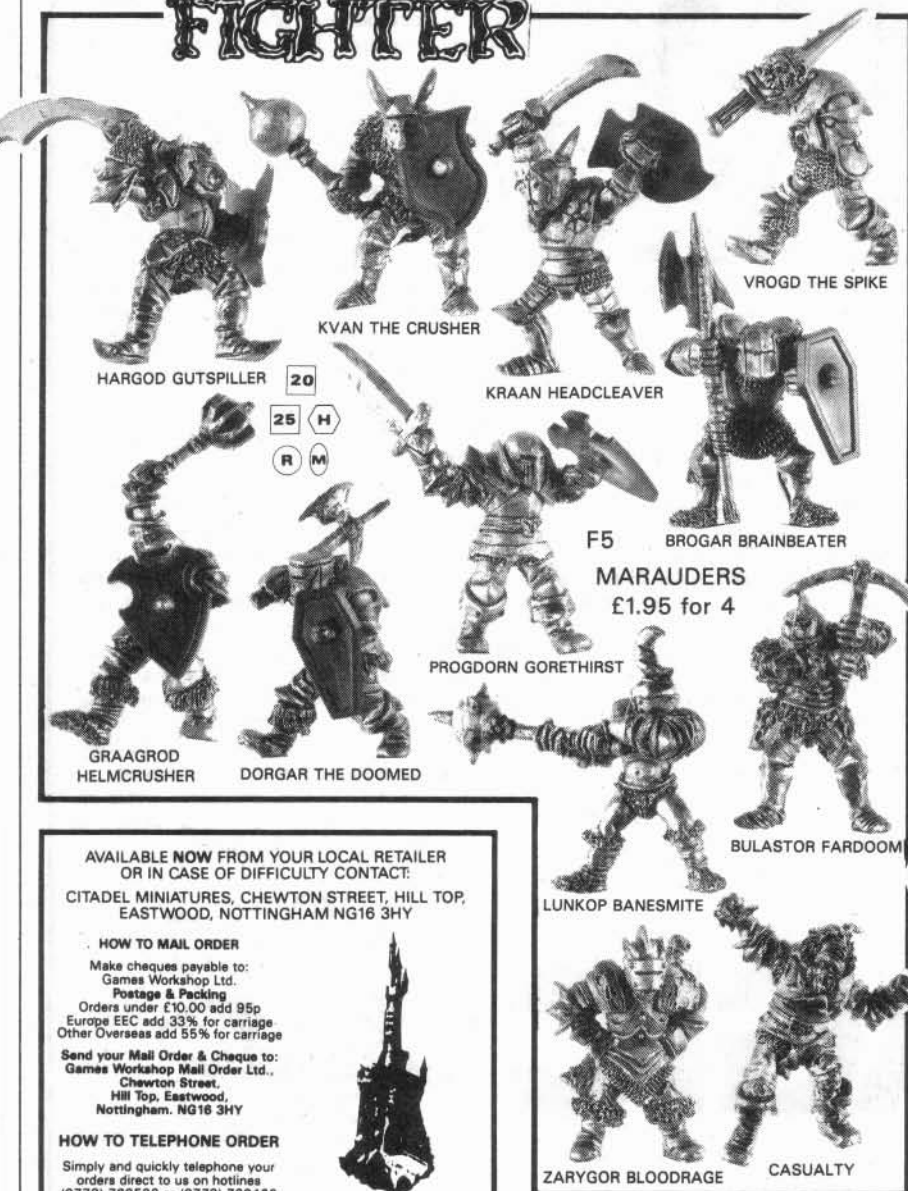 FIGHTER
HARGOD GUTSPILLER
KVAN THE CRUSHER
KRAAN HEADCLEAVER
VROGD THE SPIKE
20
25 H
R M
BROGAR BRAINBEATER
F5
MARAUDERS
£1.95 for 4
PROGDORN GORETHIRST
GRAAGROD
HELMCRUSHER
DORGAR THE DOOMED
BULASTOR FARDOOM
LUNKOP BANESMITE
ZARYGOR BLOODRAGE
CASUALTY
AVAILABLE NOW FROM YOUR LOCAL RETAILER
OR IN CASE OF DIFFICULTY CONTACT:
CITADEL MINIATURES, CHEWTON STREET, HILL TOP,
EASTWOOD, NOTTINGHAM NG16 3HY
HOW TO MAIL ORDER
Make cheques payable to:
Games Workshop Ltd.
Postage & Packing
Orders under £10.00 add 95p
Europe EEC add 33% for carriage
Other Overseas add 55% for carriage
Send your Mail Order & Cheque to:
Games Workshop Mail Order Ltd.,
Chewton Street,
Hill Top, Eastwood,
Nottingham. NG16 3HY
HOW TO TELEPHONE ORDER
Simply and quickly telephone your
orders direct to us on hotlines